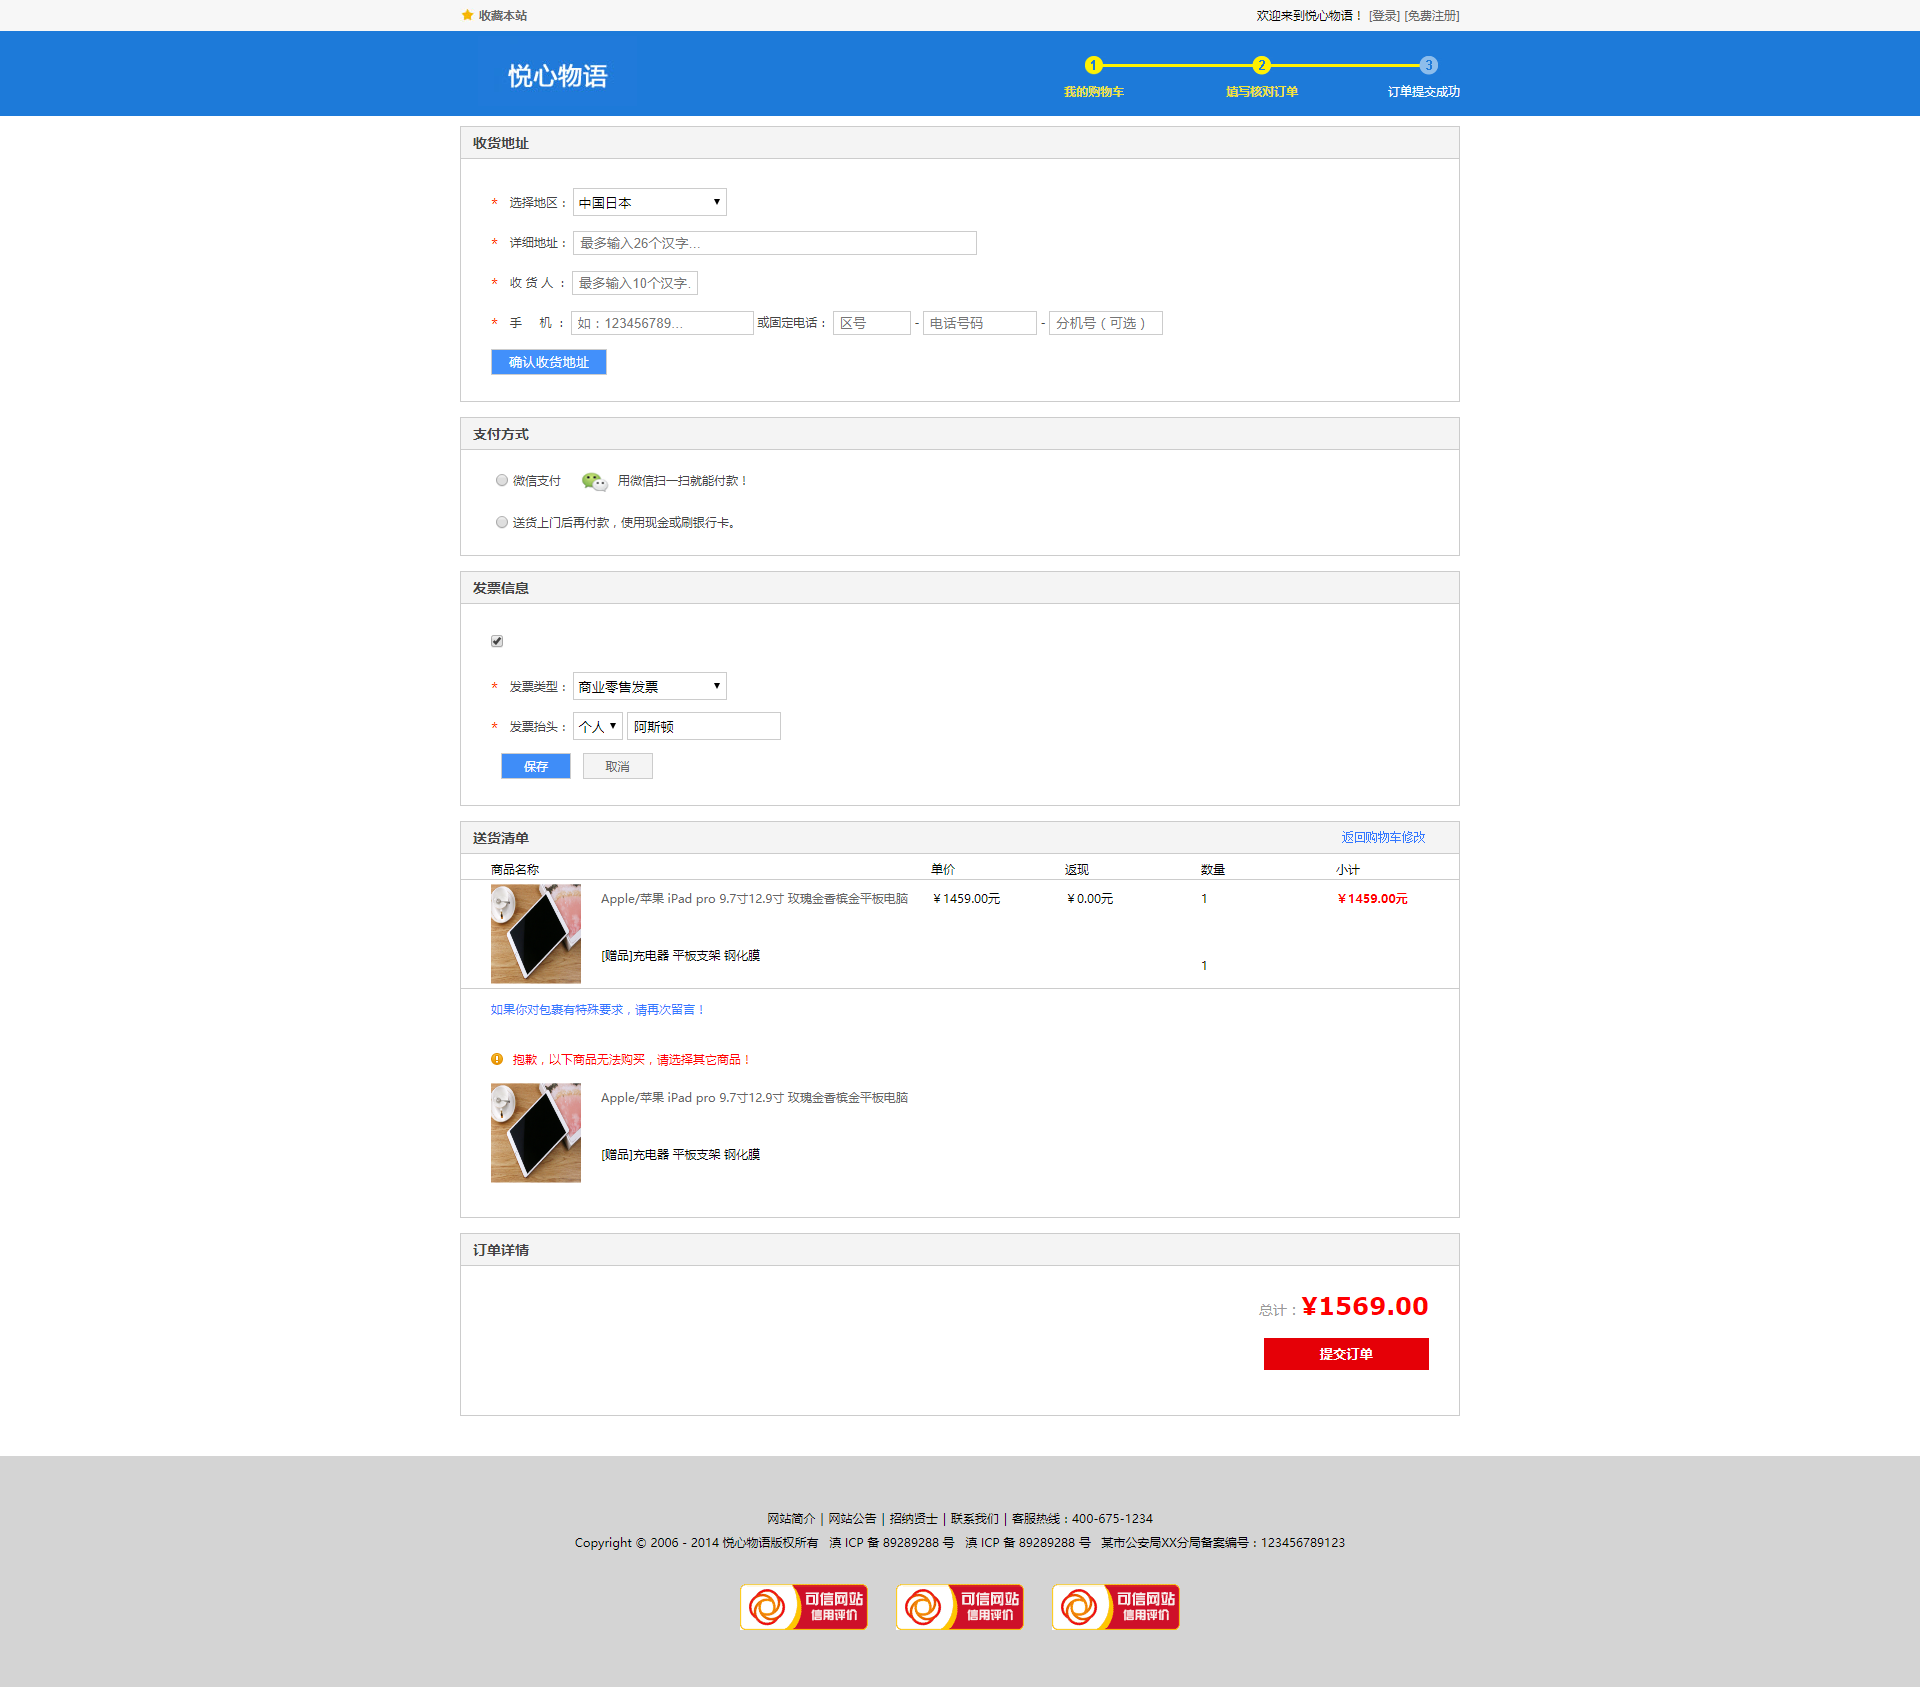 收藏本站
欢迎来到悦心物语！ [登录] [免费注册]
悦心物语
1 2 3
我的购物车 填写核对订单 订单提交成功
收货地址
* 选择地区： 中国日本
* 详细地址： 最多输入26个汉字...
* 收 货 人 ： 最多输入10个汉字.
* 手 机 ： 如：123456789... 或固定电话： 区号 - 电话号码 - 分机号（可选）
确认收货地址
支付方式
微信支付 用微信扫一扫就能付款！
送货上门后再付款，使用现金或刷银行卡。
发票信息
* 发票类型： 商业零售发票
* 发票抬头： 个人 阿斯顿
保存 取消
送货清单 返回购物车修改
商品名称 单价 返现 数量 小计
Apple/苹果 iPad pro 9.7寸12.9寸 玫瑰金香槟金平板电脑 ￥1459.00元 ￥0.00元 1 ￥1459.00元
[赠品]充电器 平板支架 钢化膜
1
如果你对包裹有特殊要求，请再次留言！
抱歉，以下商品无法购买，请选择其它商品！
Apple/苹果 iPad pro 9.7寸12.9寸 玫瑰金香槟金平板电脑
[赠品]充电器 平板支架 钢化膜
订单详情
总计：¥1569.00
提交订单
网站简介 | 网站公告 | 招纳贤士 | 联系我们 | 客服热线：400-675-1234
Copyright © 2006 - 2014 悦心物语版权所有 滇 ICP 备 89289288 号 滇 ICP 备 89289288 号 某市公安局XX分局备案编号：123456789123
可信网站 可信网站 可信网站
信用评价 信用评价 信用评价